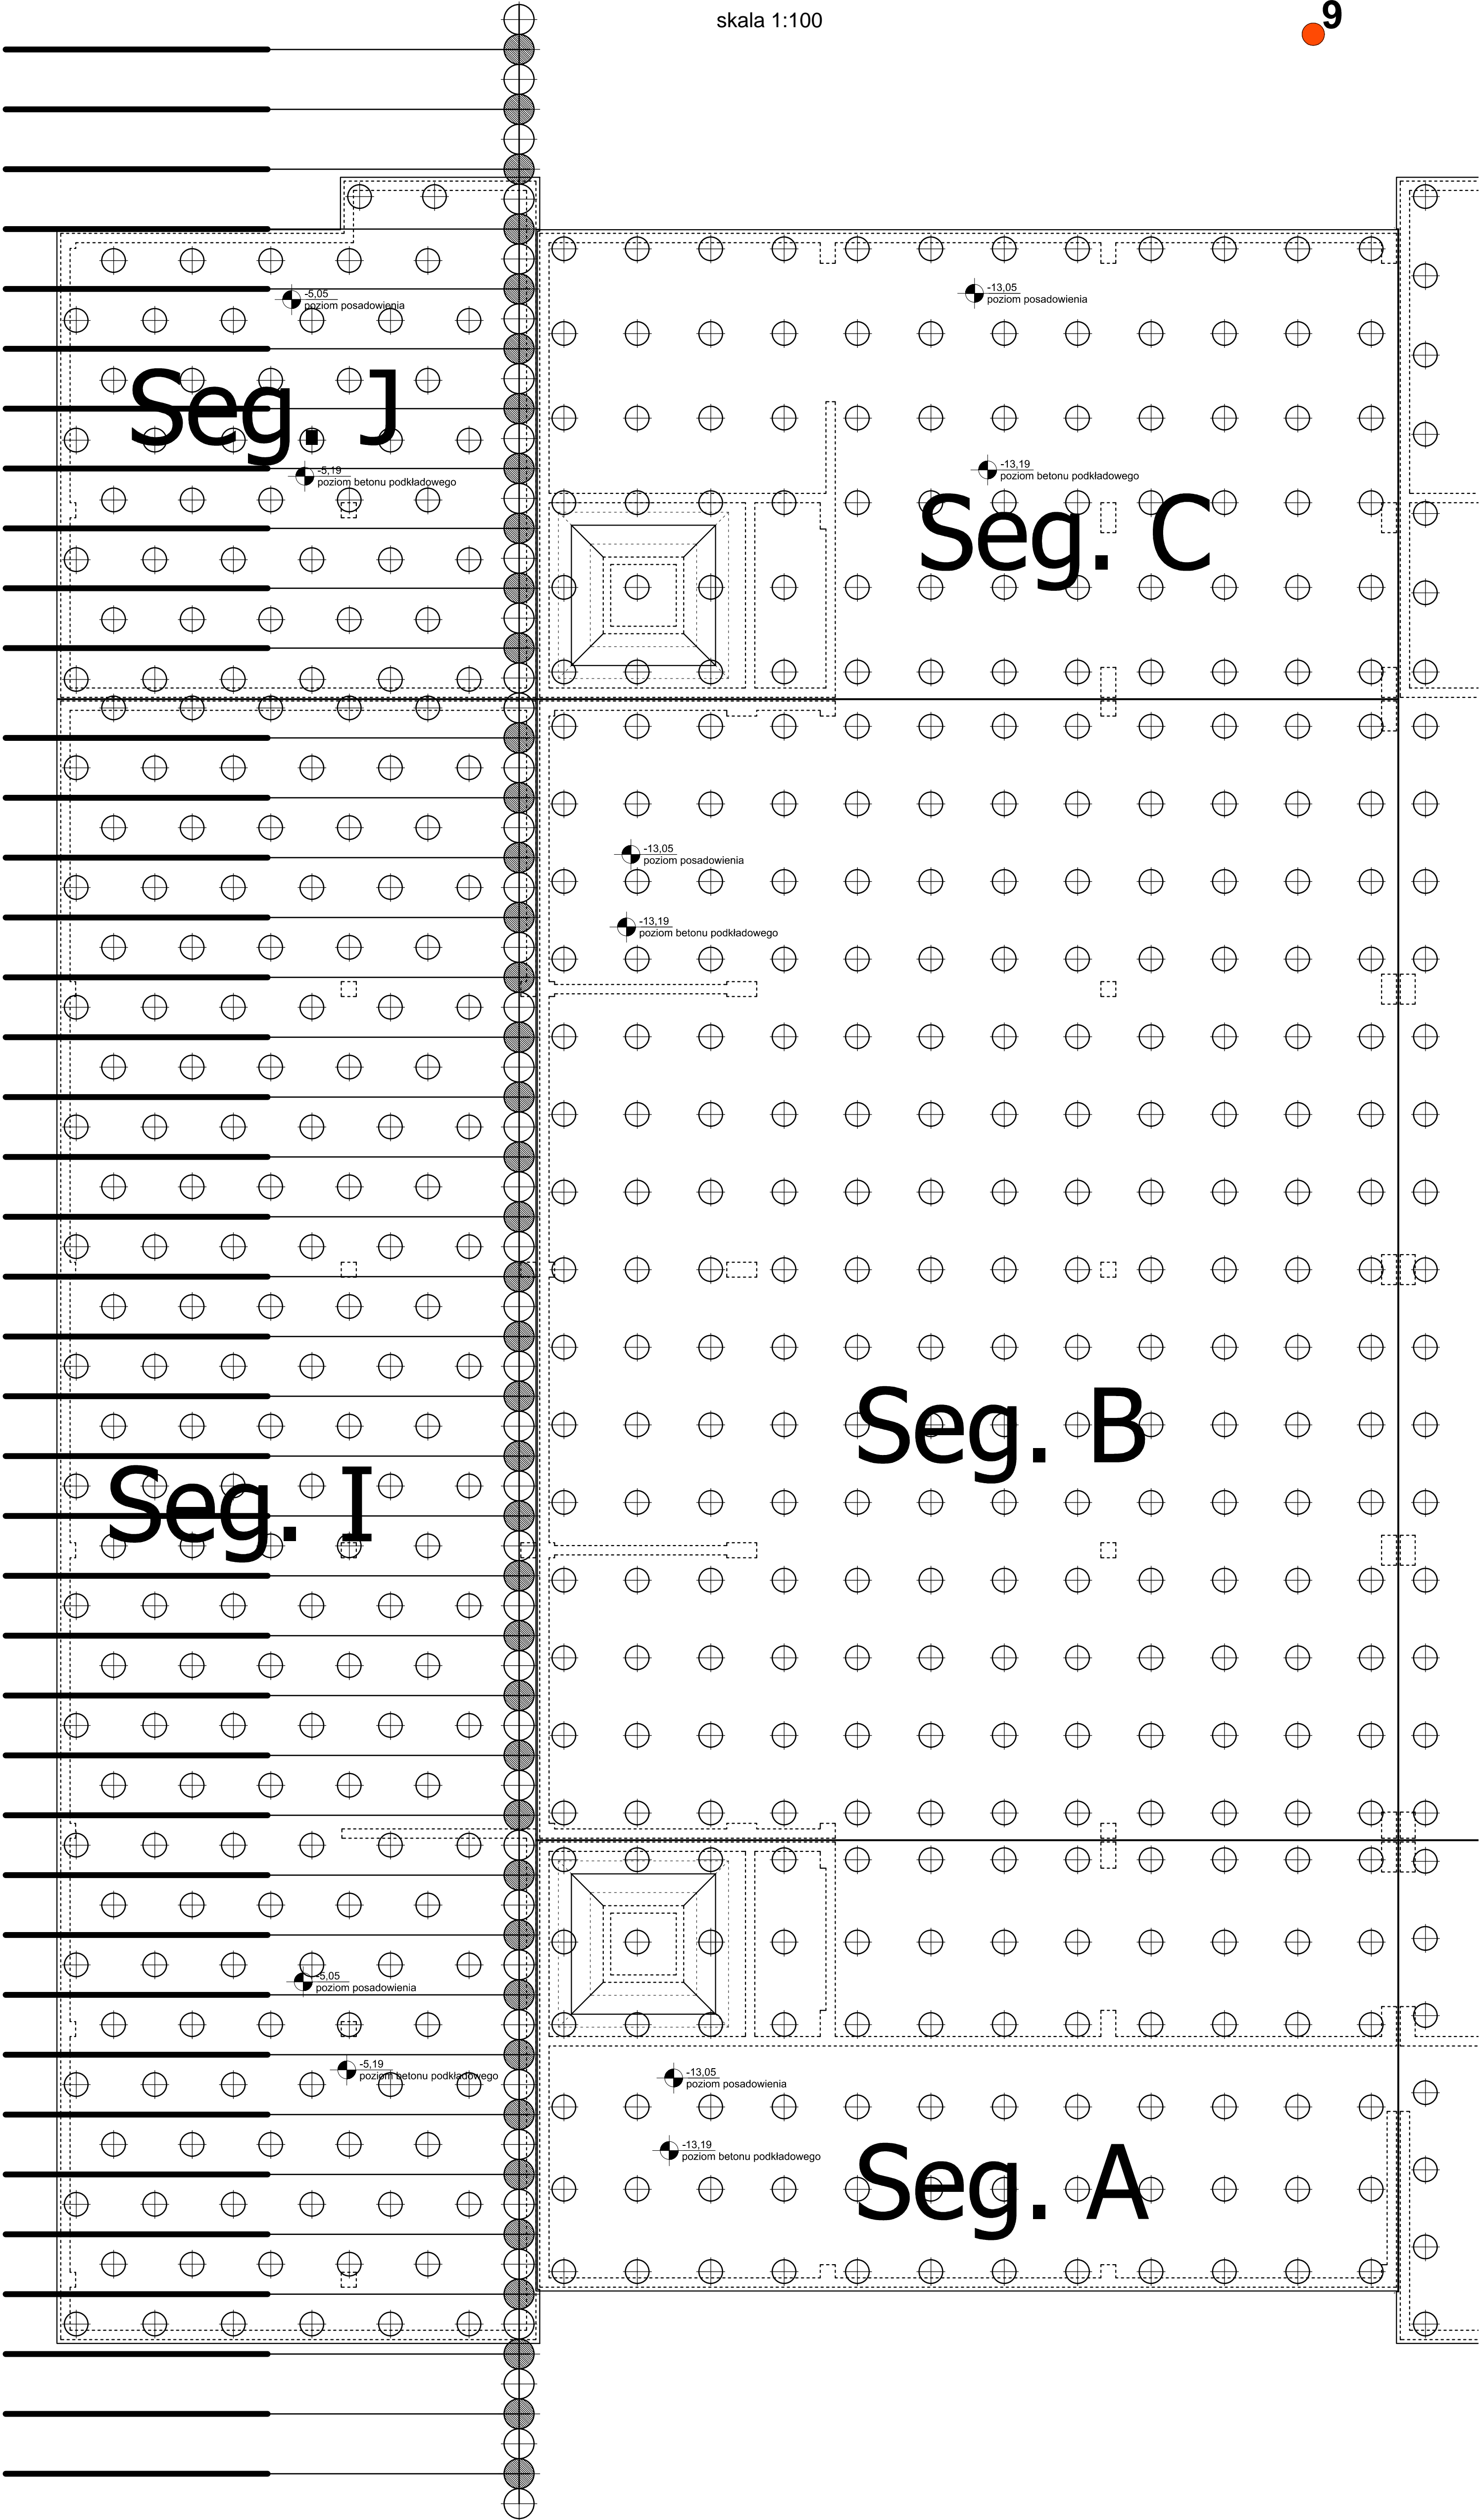 skala 1:100
9
-5,05
poziom posadowienia
-13,05
poziom posadowienia
Seg. J
-5,19
poziom betonu podkładowego
-13,19
poziom betonu podkładowego
Seg. C
-13,05
poziom posadowienia
-13,19
poziom betonu podkładowego
Seg. B
Seg. I
-5,05
poziom posadowienia
-5,19
poziom betonu podkładowego
-13,05
poziom posadowienia
-13,19
poziom betonu podkładowego
Seg. A